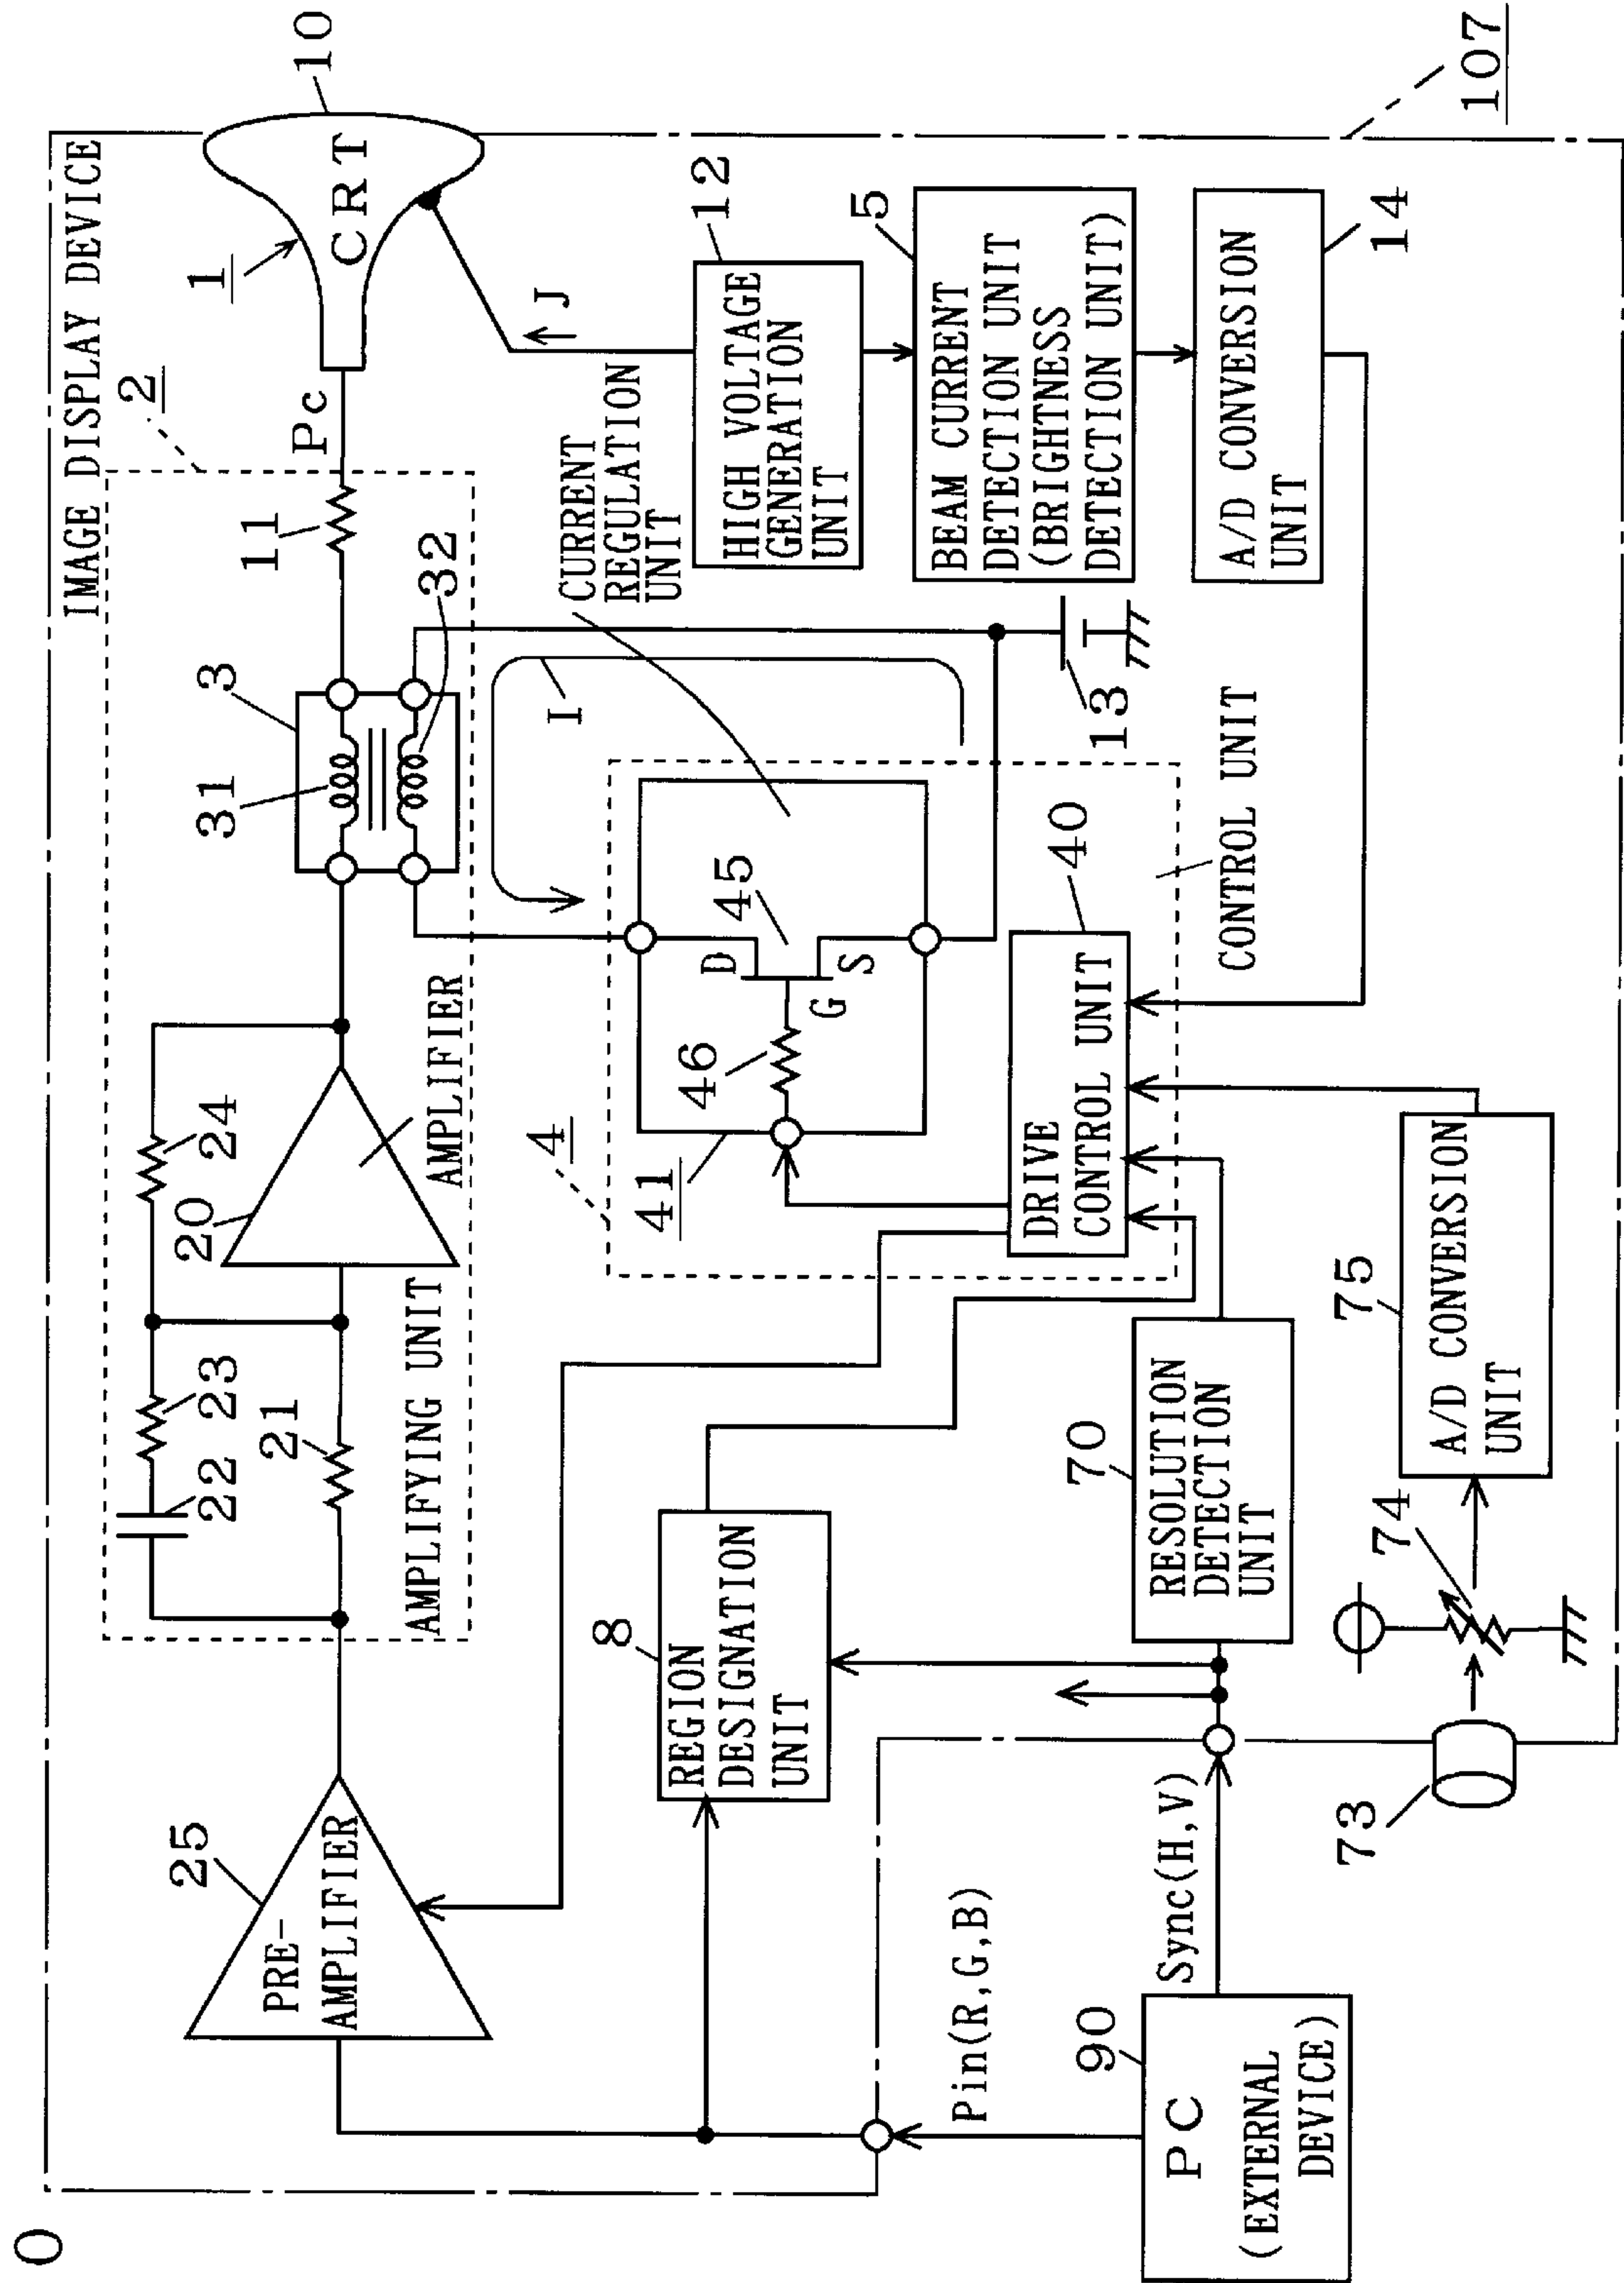 0
IMAGE DISPLAY DEVICE
107
10
CRT
1
Pc
2
11
3
31
32
AMPLIFIER
20
24
23
22
21
AMPLIFYING UNIT
25
PRE-
AMPLIFIER
J
12
HIGH VOLTAGE
GENERATION
UNIT
5
BEAM CURRENT
DETECTION UNIT
(BRIGHTNESS
DETECTION UNIT)
A/D CONVERSION
UNIT
14
CURRENT
REGULATION
UNIT
I
13
45
D
G
S
46
41
4
40
DRIVE
CONTROL UNIT
CONTROL UNIT
8
REGION
DESIGNATION
UNIT
70
RESOLUTION
DETECTION
UNIT
75
A/D CONVERSION
UNIT
74
73
Sync(H,V)
Pin(R,G,B)
90
PC
(EXTERNAL
DEVICE)